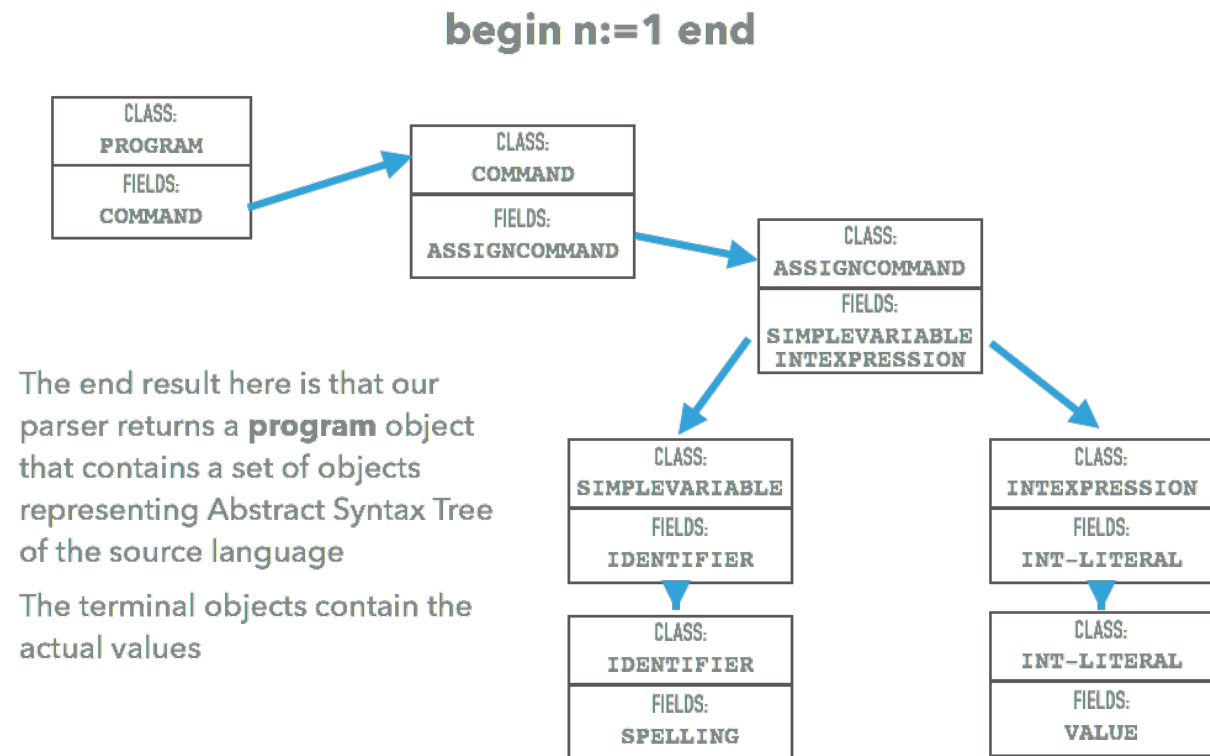 begin n:=1 end
CLASS:
PROGRAM
FIELDS:
COMMAND
CLASS:
COMMAND
FIELDS:
ASSIGNCOMMAND
CLASS:
ASSIGNCOMMAND
FIELDS:
SIMPLEVARIABLE
INTEXPRESSION
The end result here is that our
parser returns a program object
that contains a set of objects
representing Abstract Syntax Tree
of the source language
The terminal objects contain the
actual values
CLASS:
SIMPLEVARIABLE
FIELDS:
IDENTIFIER
CLASS:
INTEXPRESSION
FIELDS:
INT-LITERAL
CLASS:
IDENTIFIER
FIELDS:
SPELLING
CLASS:
INT-LITERAL
FIELDS:
VALUE